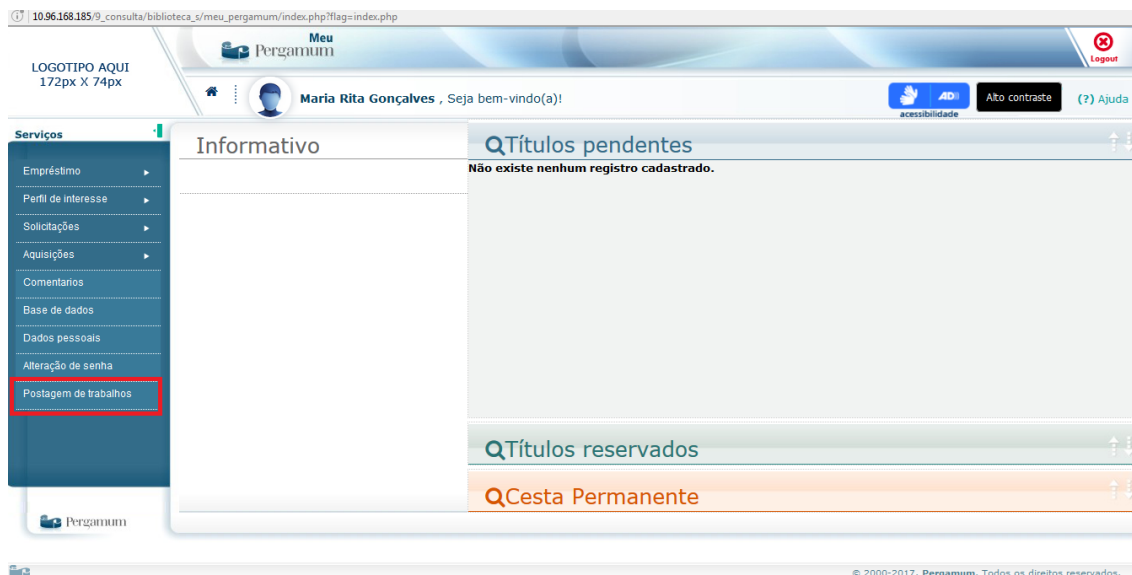 10.96.168.185/9_consulta/biblioteca_s/meu_pergamum/index.php?flag=index.php
LOGOTIPO AQUI
172px X 74px
Meu
Pergamum
Logout
Maria Rita Gonçalves , Seja bem-vindo(a)!
AD
acessibilidade
Alto contraste
(?) Ajuda
Serviços
Empréstimo
Perfil de interesse
Solicitações
Aquisições
Comentarios
Base de dados
Dados pessoais
Alteração de senha
Postagem de trabalhos
Pergamum
Informativo
Títulos pendentes
Não existe nenhum registro cadastrado.
Títulos reservados
Cesta Permanente
© 2000-2017. Pergamum. Todos os direitos reservados.